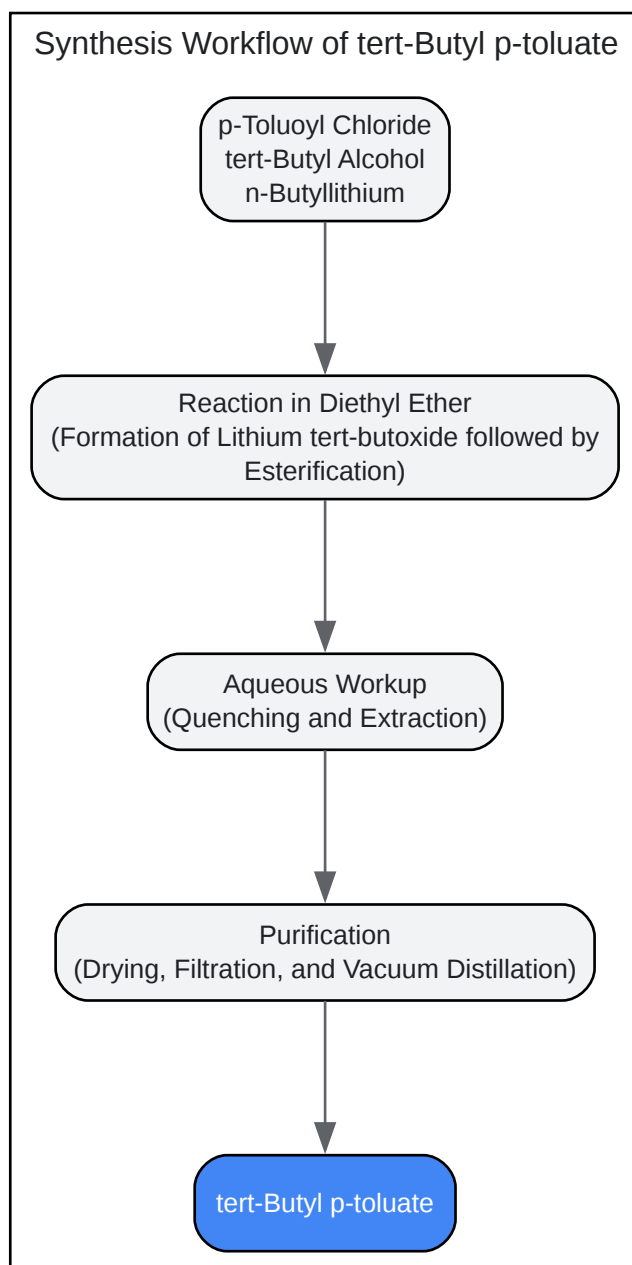 Synthesis Workflow of tert-Butyl p-toluate
p-Toluoyl Chloride
tert-Butyl Alcohol
n-Butyllithium
Reaction in Diethyl Ether
(Formation of Lithium tert-butoxide followed by
Esterification)
Aqueous Workup
(Quenching and Extraction)
Purification
(Drying, Filtration, and Vacuum Distillation)
tert-Butyl p-toluate